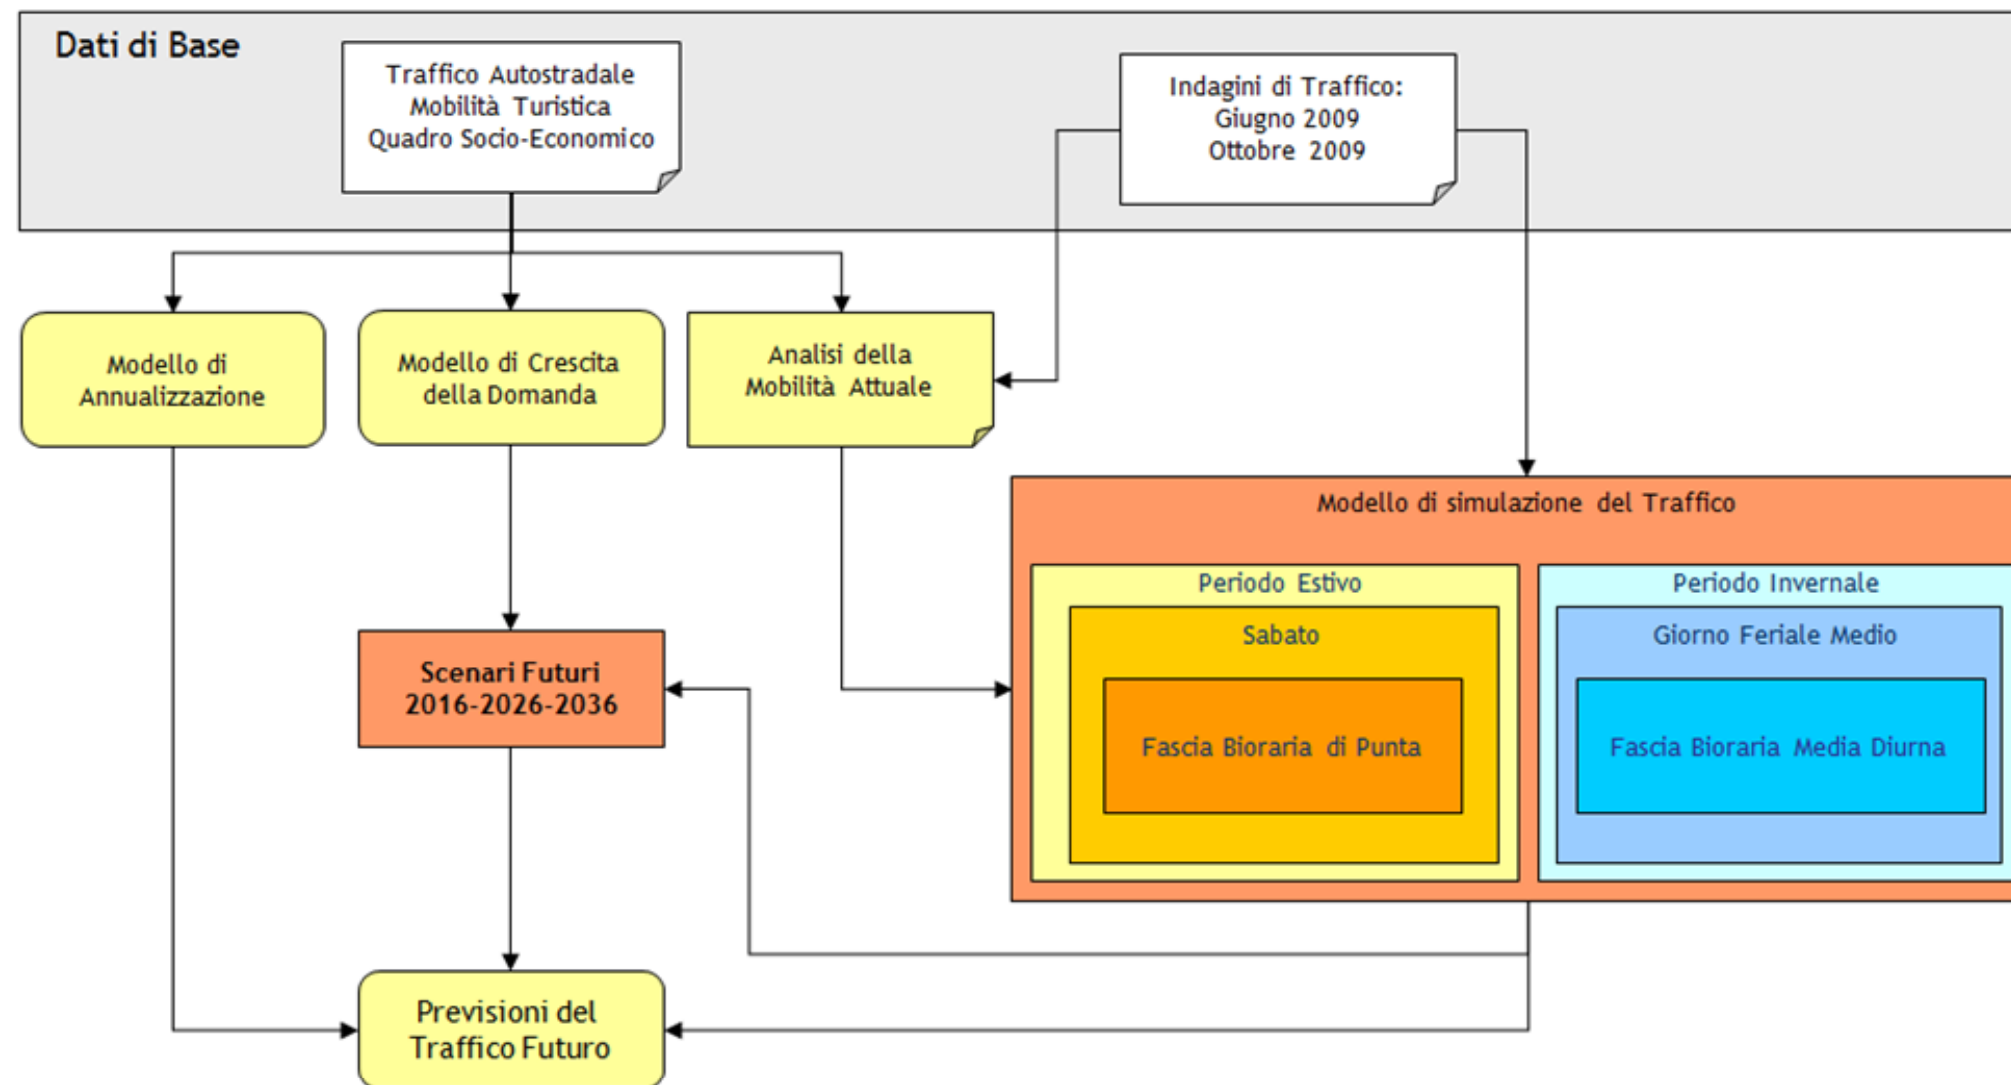 Dati di Base
Traffico Autostradale
Mobilità Turistica
Quadro Socio-Economico
Indagini di Traffico:
Giugno 2009
Ottobre 2009
Modello di
Annualizzazione
Modello di Crescita
della Domanda
Analisi della
Mobilità Attuale
Modello di simulazione del Traffico
Periodo Estivo
Sabato
Fascia Bioraria di Punta
Periodo Invernale
Giorno Feriale Medio
Fascia Bioraria Media Diurna
Scenari Futuri
2016-2026-2036
Previsioni del
Traffico Futuro